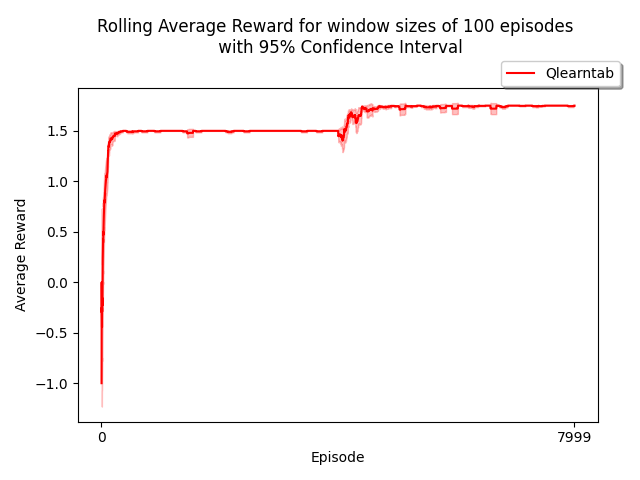 Rolling Average Reward for window sizes of 100 episodes
with 95% Confidence Interval
Qlearntab
1.5
1.0
0.5
0.0
−0.5
−1.0
Average Reward
0
7999
Episode